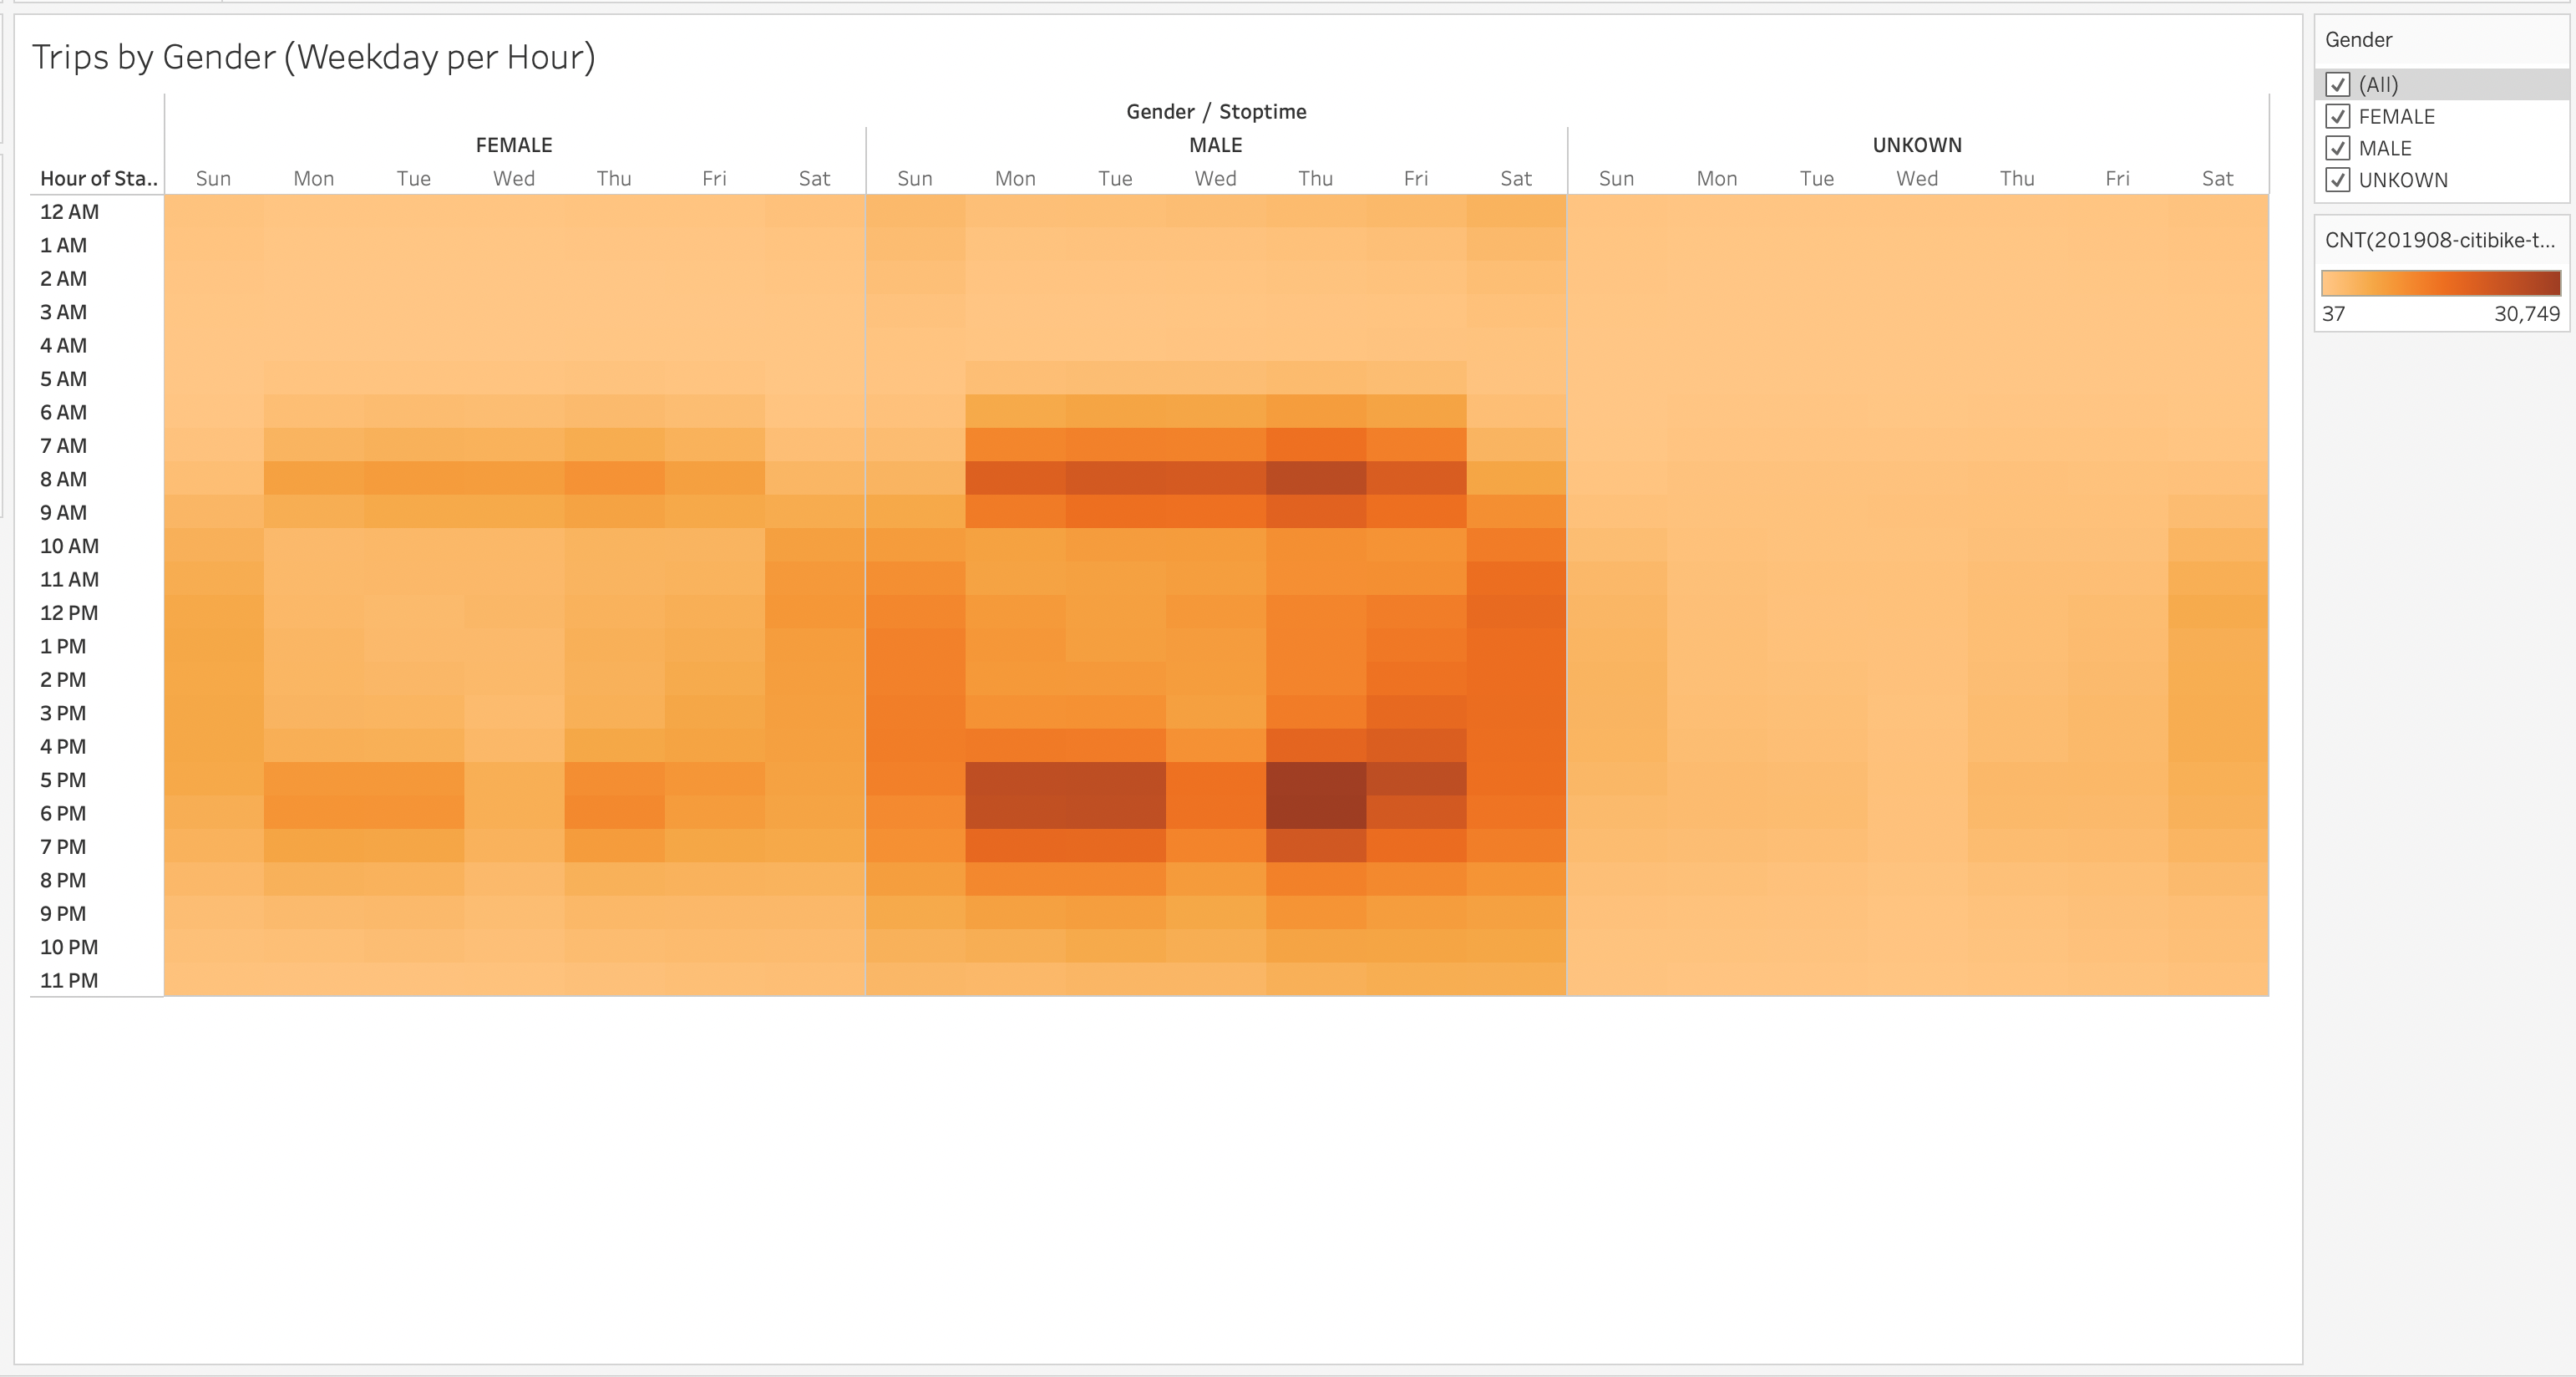 Trips by Gender (Weekday per Hour)
Gender / Stoptime
FEMALE MALE UNKOWN
Hour of Sta.. Sun Mon Tue Wed Thu Fri Sat Sun Mon Tue Wed Thu Fri Sat Sun Mon Tue Wed Thu Fri Sat
12 AM
1 AM
2 AM
3 AM
4 AM
5 AM
6 AM
7 AM
8 AM
9 AM
10 AM
11 AM
12 PM
1 PM
2 PM
3 PM
4 PM
5 PM
6 PM
7 PM
8 PM
9 PM
10 PM
11 PM
Gender
(All)
FEMALE
MALE
UNKOWN
CNT(201908-citibike-t...
37 30,749